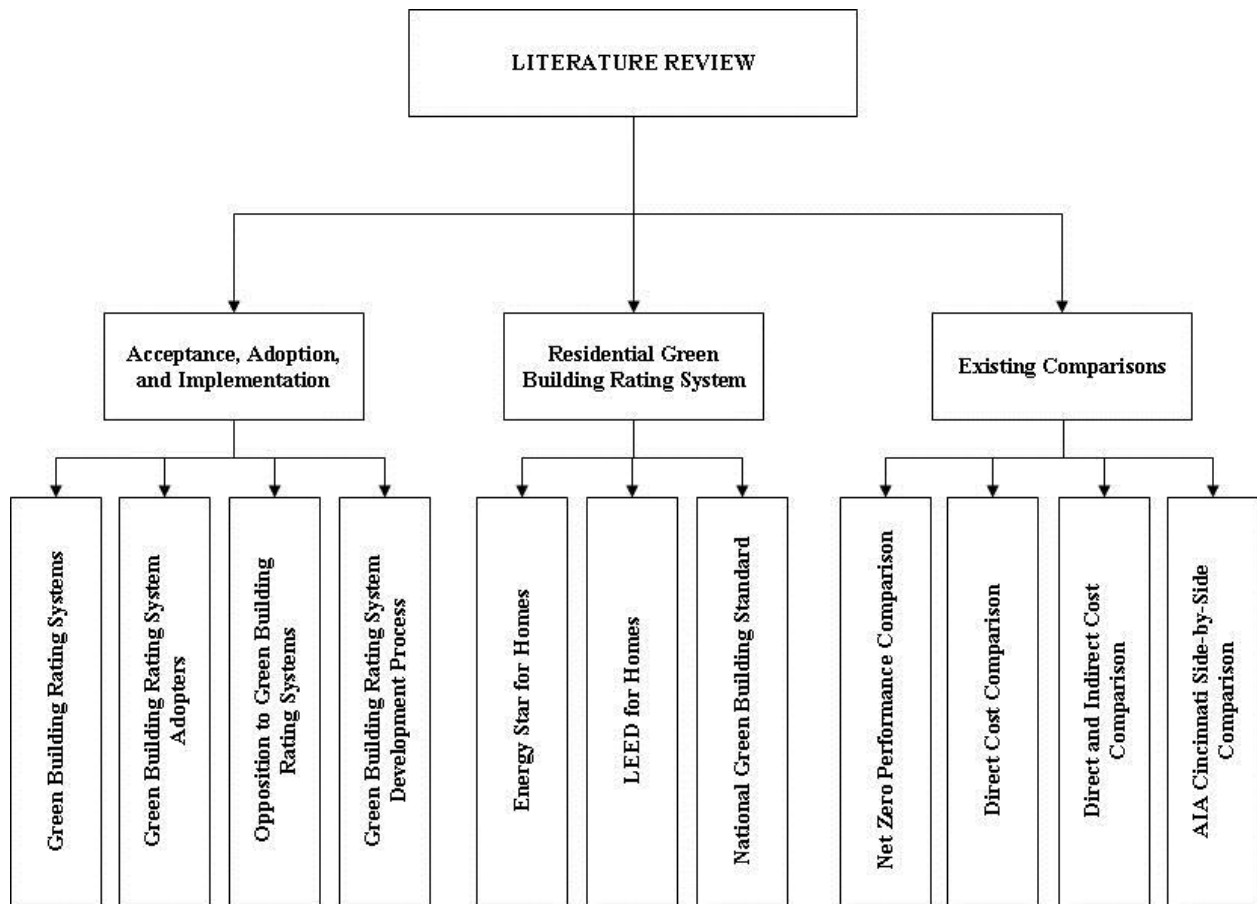 LITERATURE REVIEW
Acceptance, Adoption,
and Implementation
Residential Green
Building Rating System
Existing Comparisons
Green Building Rating Systems
Green Building Rating System
Adopters
Opposition to Green Building
Rating Systems
Green Building Rating System
Development Process
Energy Star for Homes
LEED for Homes
National Green Building Standard
Net Zero Performance Comparison
Direct Cost Comparison
Direct and Indirect Cost
Comparison
AIA Cincinati Side-by-Side
Comparison